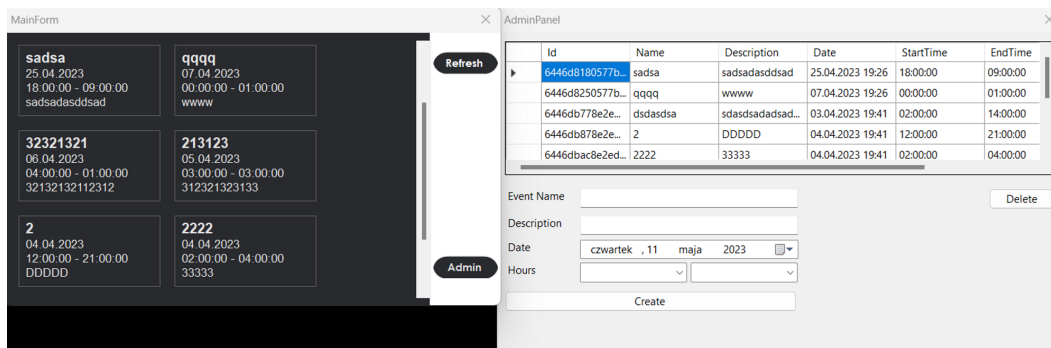 MainForm
sadsa
25.04.2023
18:00:00 - 09:00:00
sadsadasddsad
qqqq
07.04.2023
00:00:00 - 01:00:00
wwww
32321321
06.04.2023
04:00:00 - 01:00:00
32132132112312
213123
05.04.2023
03:00:00 - 03:00:00
312321323133
2
04.04.2023
12:00:00 - 21:00:00
DDDDD
2222
04.04.2023
02:00:00 - 04:00:00
33333
Refresh
Admin
AdminPanel
Id Name Description Date StartTime EndTime
6446d8180577b... sadsa sadsadasddsad 25.04.2023 19:26 18:00:00 09:00:00
6446d8250577b... qqqq wwww 07.04.2023 19:26 00:00:00 01:00:00
6446db778e2e... dsdasdsa sdasdsadadsad... 03.04.2023 19:41 02:00:00 14:00:00
6446db878e2e... 2 DDDDD 04.04.2023 19:41 12:00:00 21:00:00
6446dbac8e2ed... 2222 33333 04.04.2023 19:41 02:00:00 04:00:00
Event Name
Delete
Description
Date czwartek , 11 maja 2023
Hours
Create